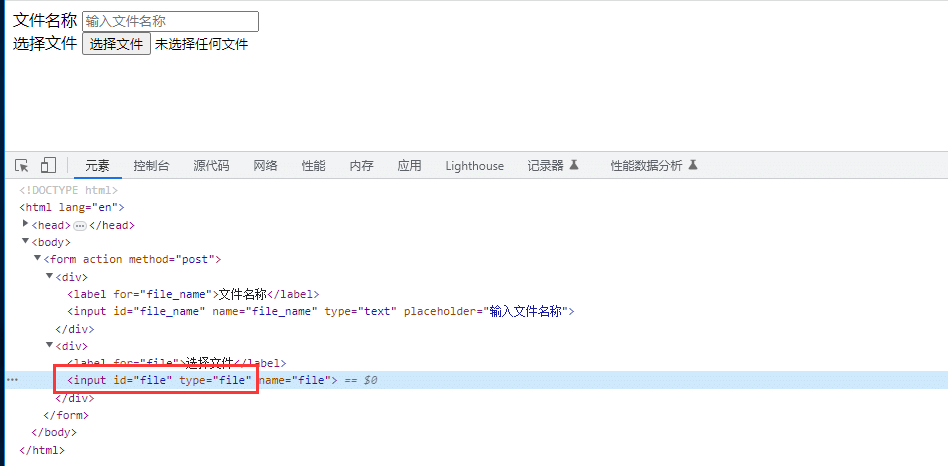 文件名称 输入文件名称
选择文件 选择文件 未选择任何文件
元素 控制台 源代码 网络 性能 内存 应用 Lighthouse 记录器 性能数据分析
<!DOCTYPE html>
<html lang="en">
<head>…</head>
<body>
<form action method="post">
<div>
<label for="file_name">文件名称</label>
<input id="file_name" name="file_name" type="text" placeholder="输入文件名称">
</div>
<div>
<label for="file">选择文件</label>
<input id="file" type="file" name="file"> == $0
</div>
</form>
</body>
</html>